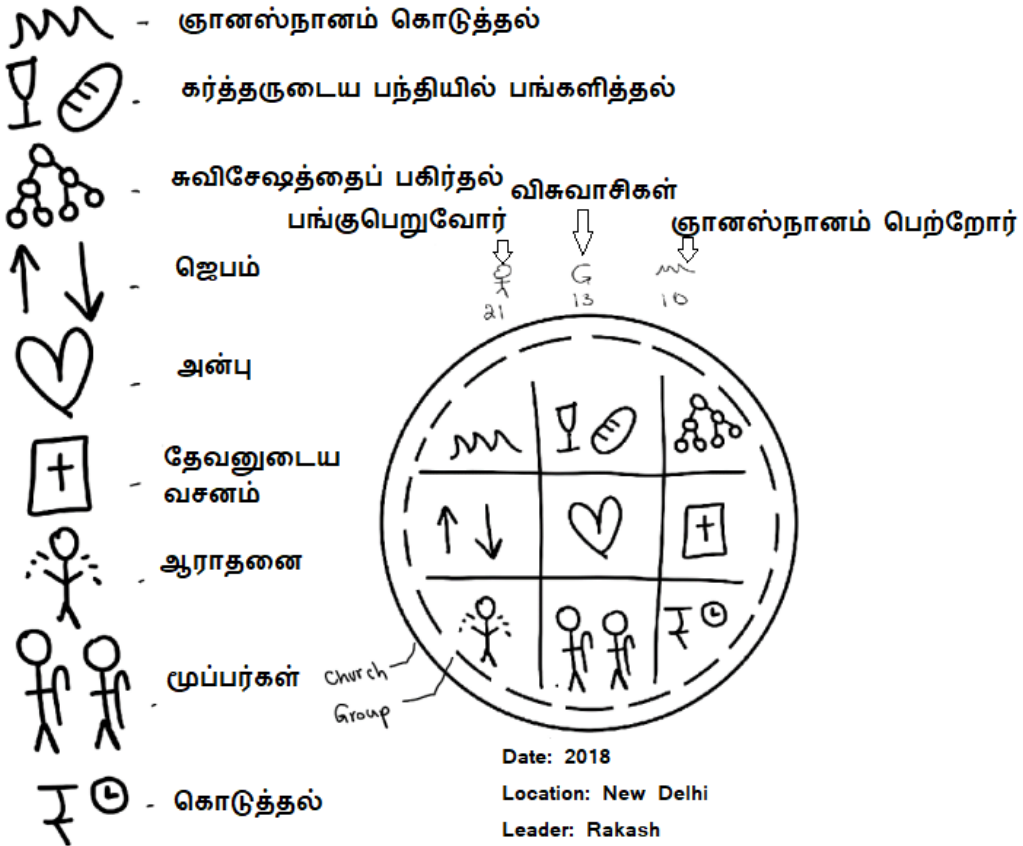 ஞானஸ்நானம் கொடுத்தல்
கர்த்தருடைய பந்தியில் பங்களித்தல்
சுவிசேஷத்தைப் பகிர்தல்
விசுவாசிகள்
பங்குபெறுவோர்
ஞானஸ்நானம் பெற்றோர்
ஜெபம்
G
21
13
10
அன்பு
தேவனுடைய
வசனம்
ஆராதனை
மூப்பர்கள்
Church
Group
₹
Date: 2018
Location: New Delhi
Leader: Rakash
₹
கொடுத்தல்